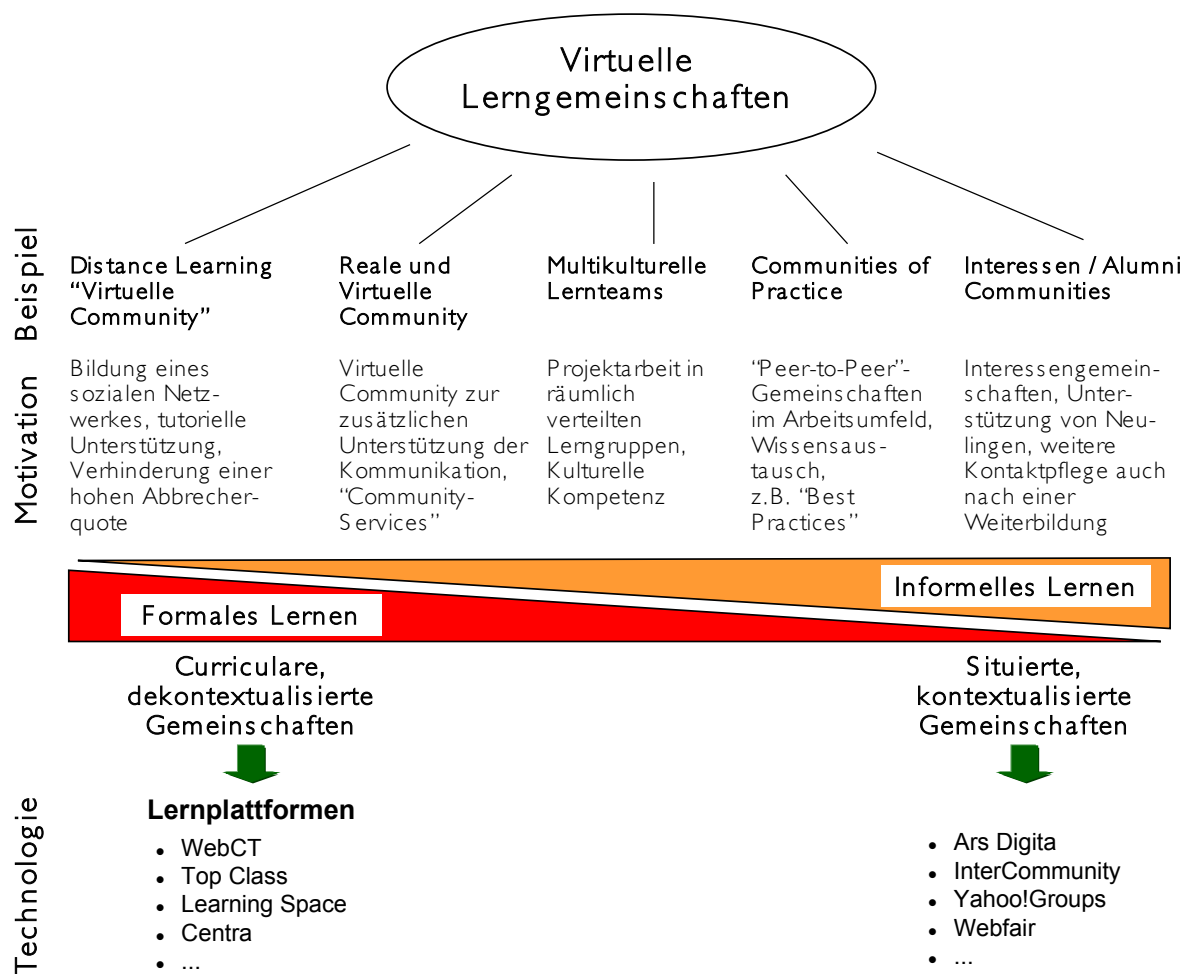 Virtuelle
Lerngemeinschaften
Beispiel
Distance Learning
“Virtuelle
Community”
Reale und
Virtuelle
Community
Multikulturelle
Lernteams
Communities of
Practice
Interessen / Alumni
Communities
Motivation
Bildung eines
sozialen Netz-
werkes, tutorielle
Unterstützung,
Verhinderung einer
hohen Abbrecher-
quote
Virtuelle
Community zur
zusätzlichen
Unterstützung der
Kommunikation,
“Community-
Services”
Projektarbeit in
räumlich
verteilten
Lerngruppen,
Kulturelle
Kompetenz
“Peer-to-Peer”-
Gemeinschaften
im Arbeitsumfeld,
Wissensaus-
tausch,
z.B. “Best
Practices”
Interessengemein-
schaften, Unter-
stützung von Neu-
lingen, weitere
Kontaktpflege auch
nach einer
Weiterbildung
Informelles Lernen
Formales Lernen
Curriculare,
dekontextualisierte
Gemeinschaften
Situierte,
kontextualisierte
Gemeinschaften
Technologie
Lernplattformen
• WebCT
• Top Class
• Learning Space
• Centra
• ...
• Ars Digita
• InterCommunity
• Yahoo!Groups
• Webfair
• ...